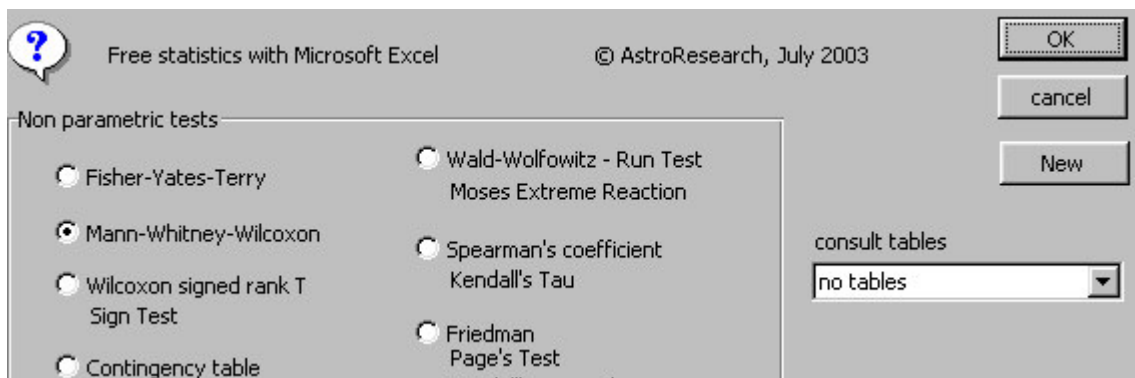 ?
Free statistics with Microsoft Excel
© AstroResearch, July 2003
OK
cancel
New
Non parametric tests
Fisher-Yates-Terry
Mann-Whitney-Wilcoxon
Wilcoxon signed rank T
Sign Test
Contingency table
Wald-Wolfowitz - Run Test
Moses Extreme Reaction
Spearman's coefficient
Kendall's Tau
Friedman
Page's Test
consult tables
no tables